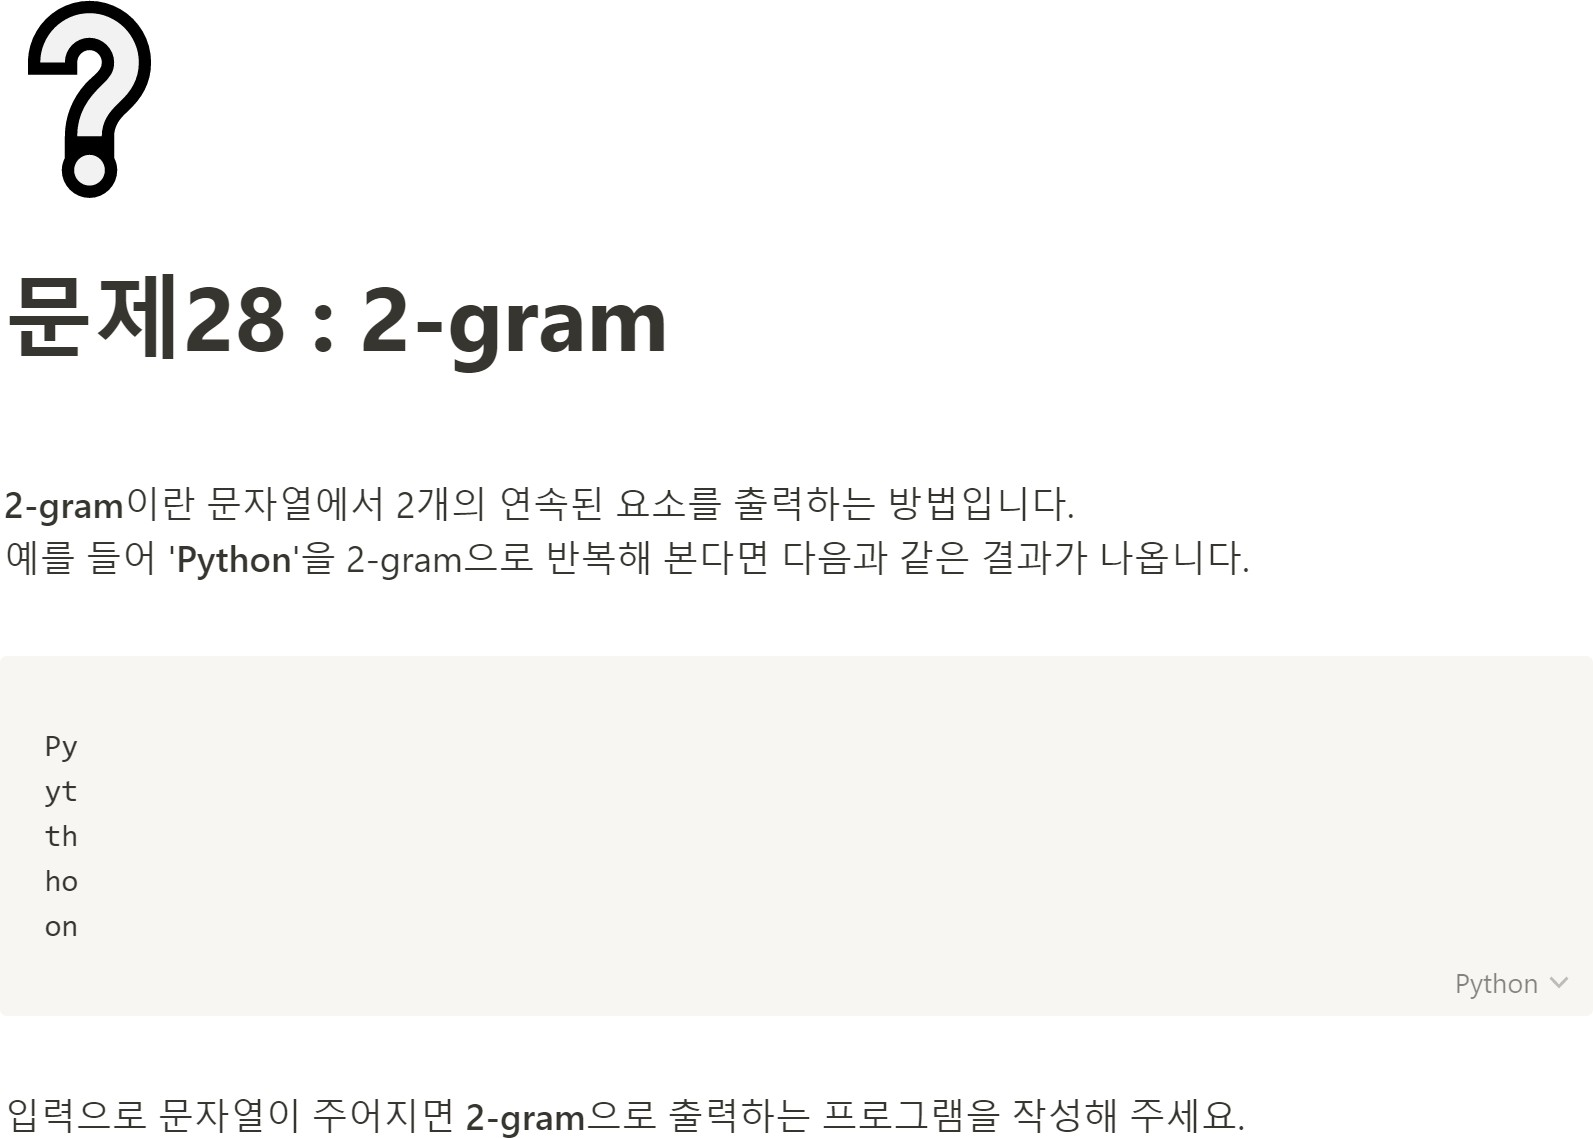 문제28 : 2-gram
2-gram이란 문자열에서 2개의 연속된 요소를 출력하는 방법입니다.
예를 들어 'Python'을 2-gram으로 반복해 본다면 다음과 같은 결과가 나옵니다.
Py
yt
th
ho
on
Python
입력으로 문자열이 주어지면 2-gram으로 출력하는 프로그램을 작성해 주세요.